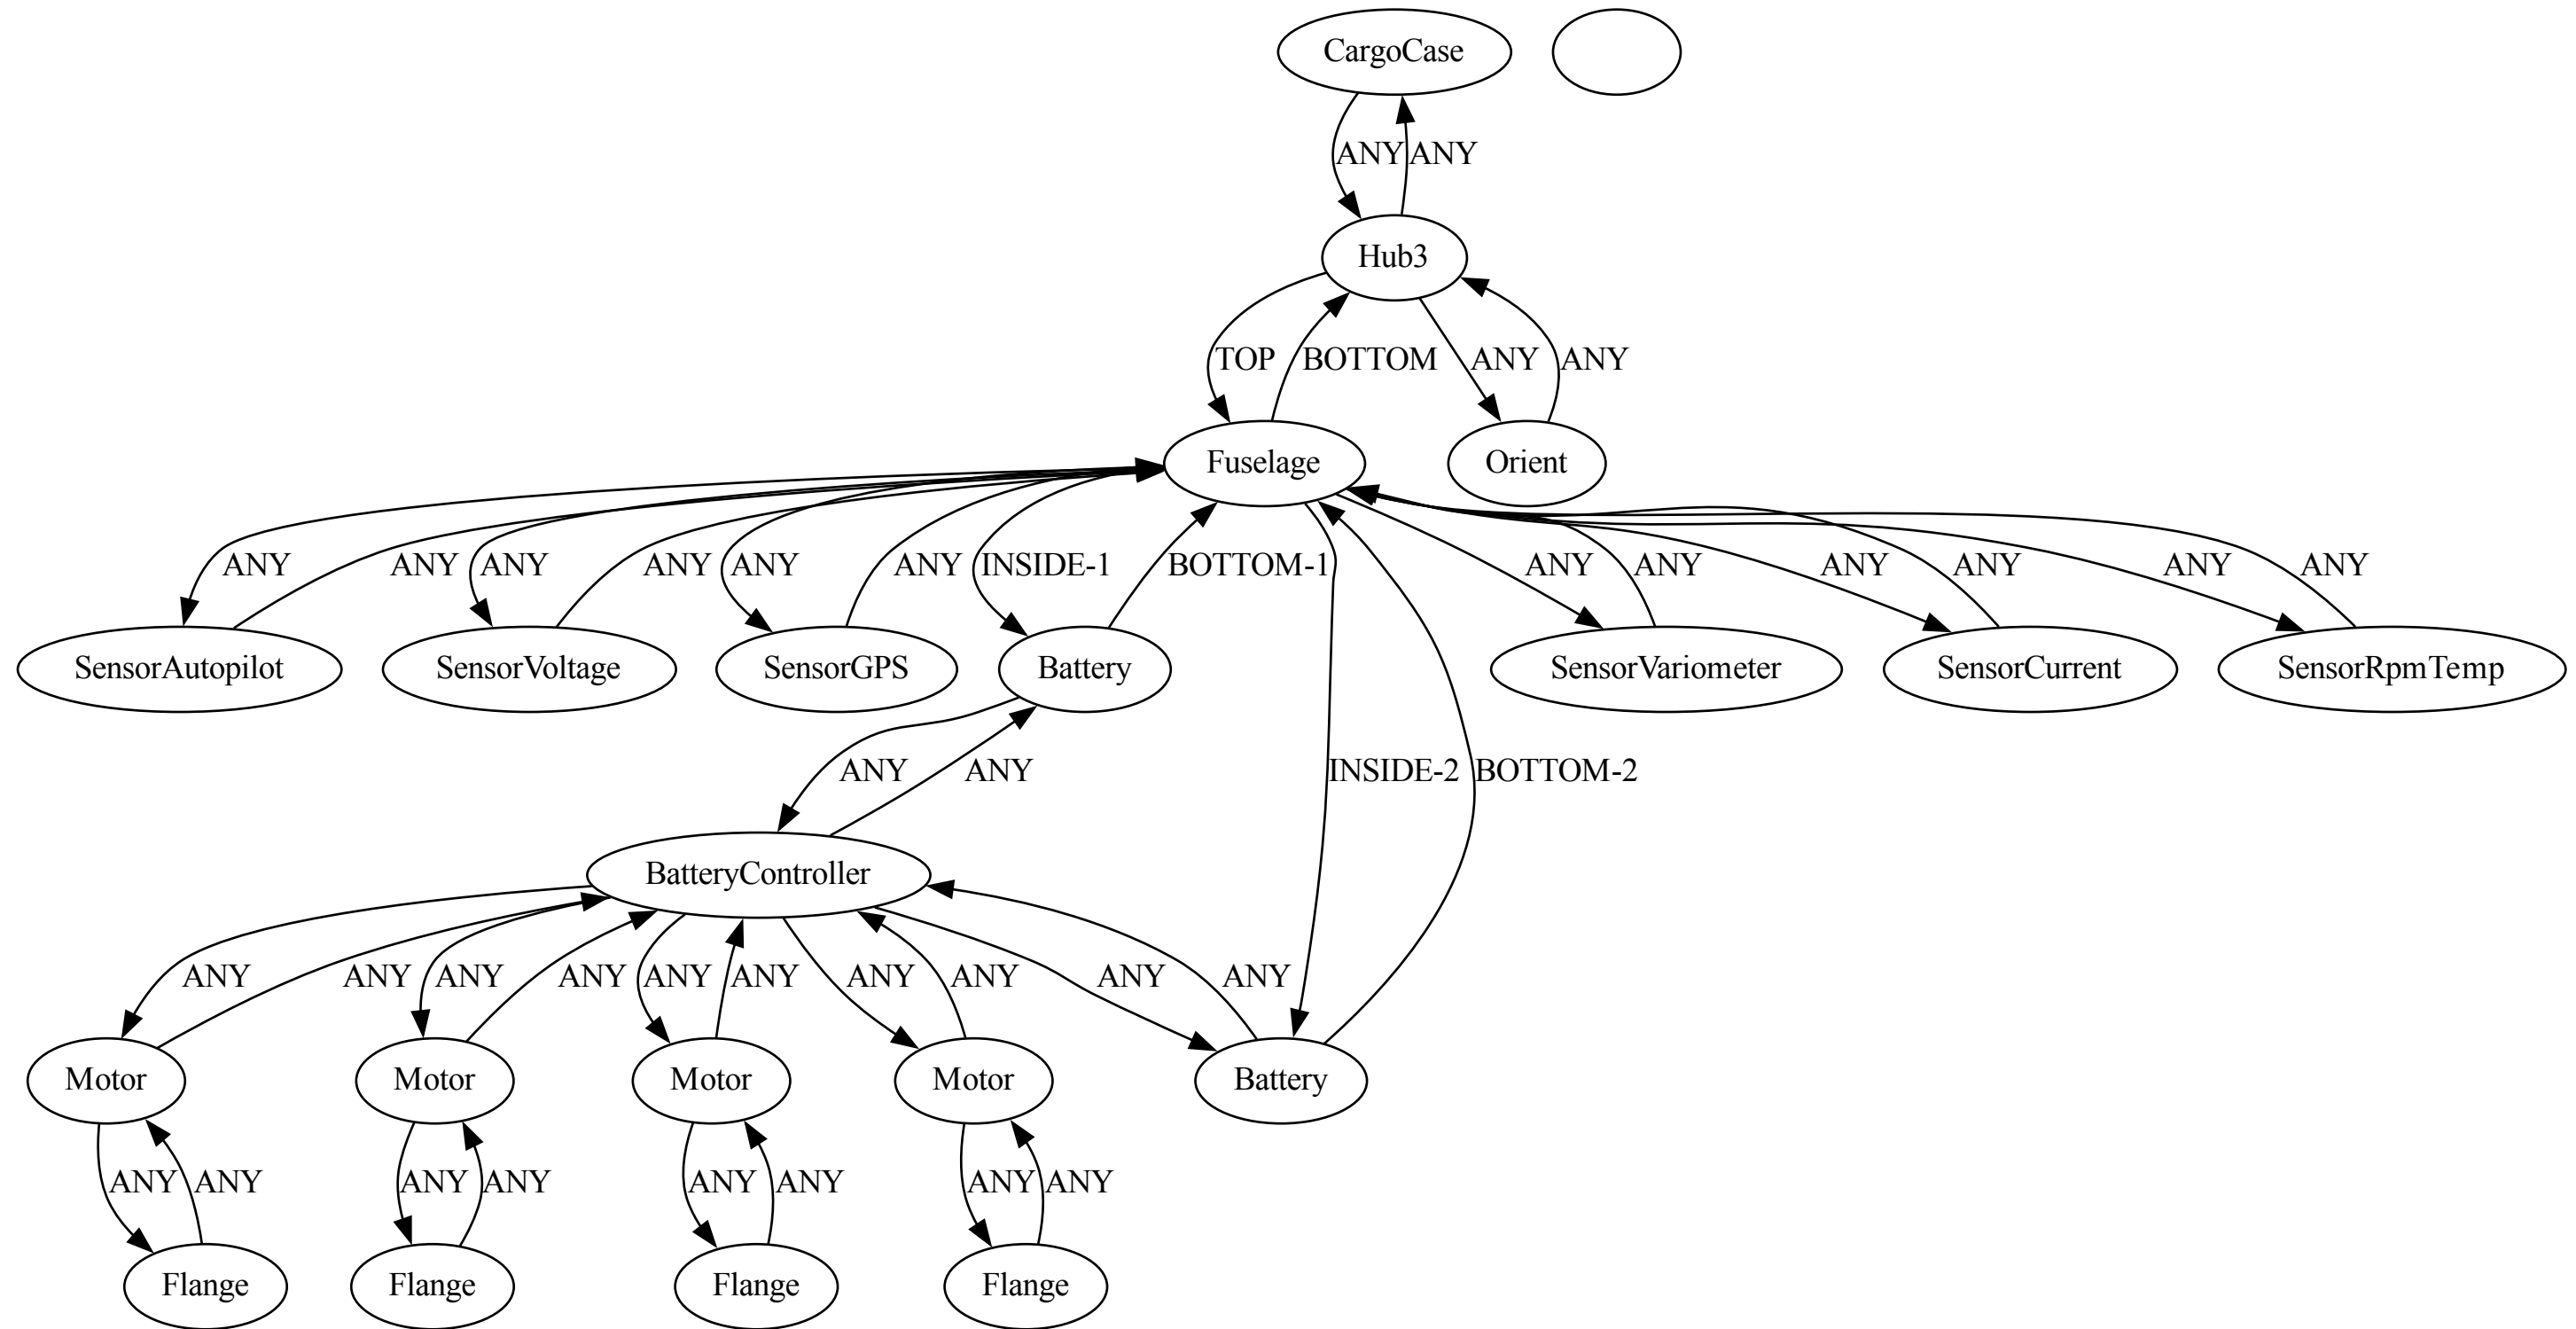 CargoCase
ANY ANY
Hub3
TOP BOTTOM ANY ANY
Fuselage Orient
ANY ANY ANY ANY ANY ANY INSIDE-1 BOTTOM-1 ANY ANY ANY ANY ANY ANY
SensorAutopilot SensorVoltage SensorGPS Battery SensorVariometer SensorCurrent SensorRpmTemp
ANY ANY INSIDE-2 BOTTOM-2
BatteryController
ANY ANY ANY ANY ANY ANY ANY ANY ANY ANY
Motor Motor Motor Motor Battery
ANY ANY ANY ANY ANY ANY ANY ANY
Flange Flange Flange Flange